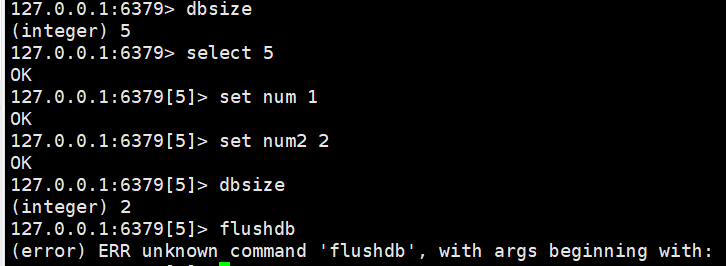 127.0.0.1:6379> dbsize
(integer) 5
127.0.0.1:6379> select 5
OK
127.0.0.1:6379[5]> set num 1
OK
127.0.0.1:6379[5]> set num2 2
OK
127.0.0.1:6379[5]> dbsize
(integer) 2
127.0.0.1:6379[5]> flushdb
(error) ERR unknown command 'flushdb', with args beginning with: